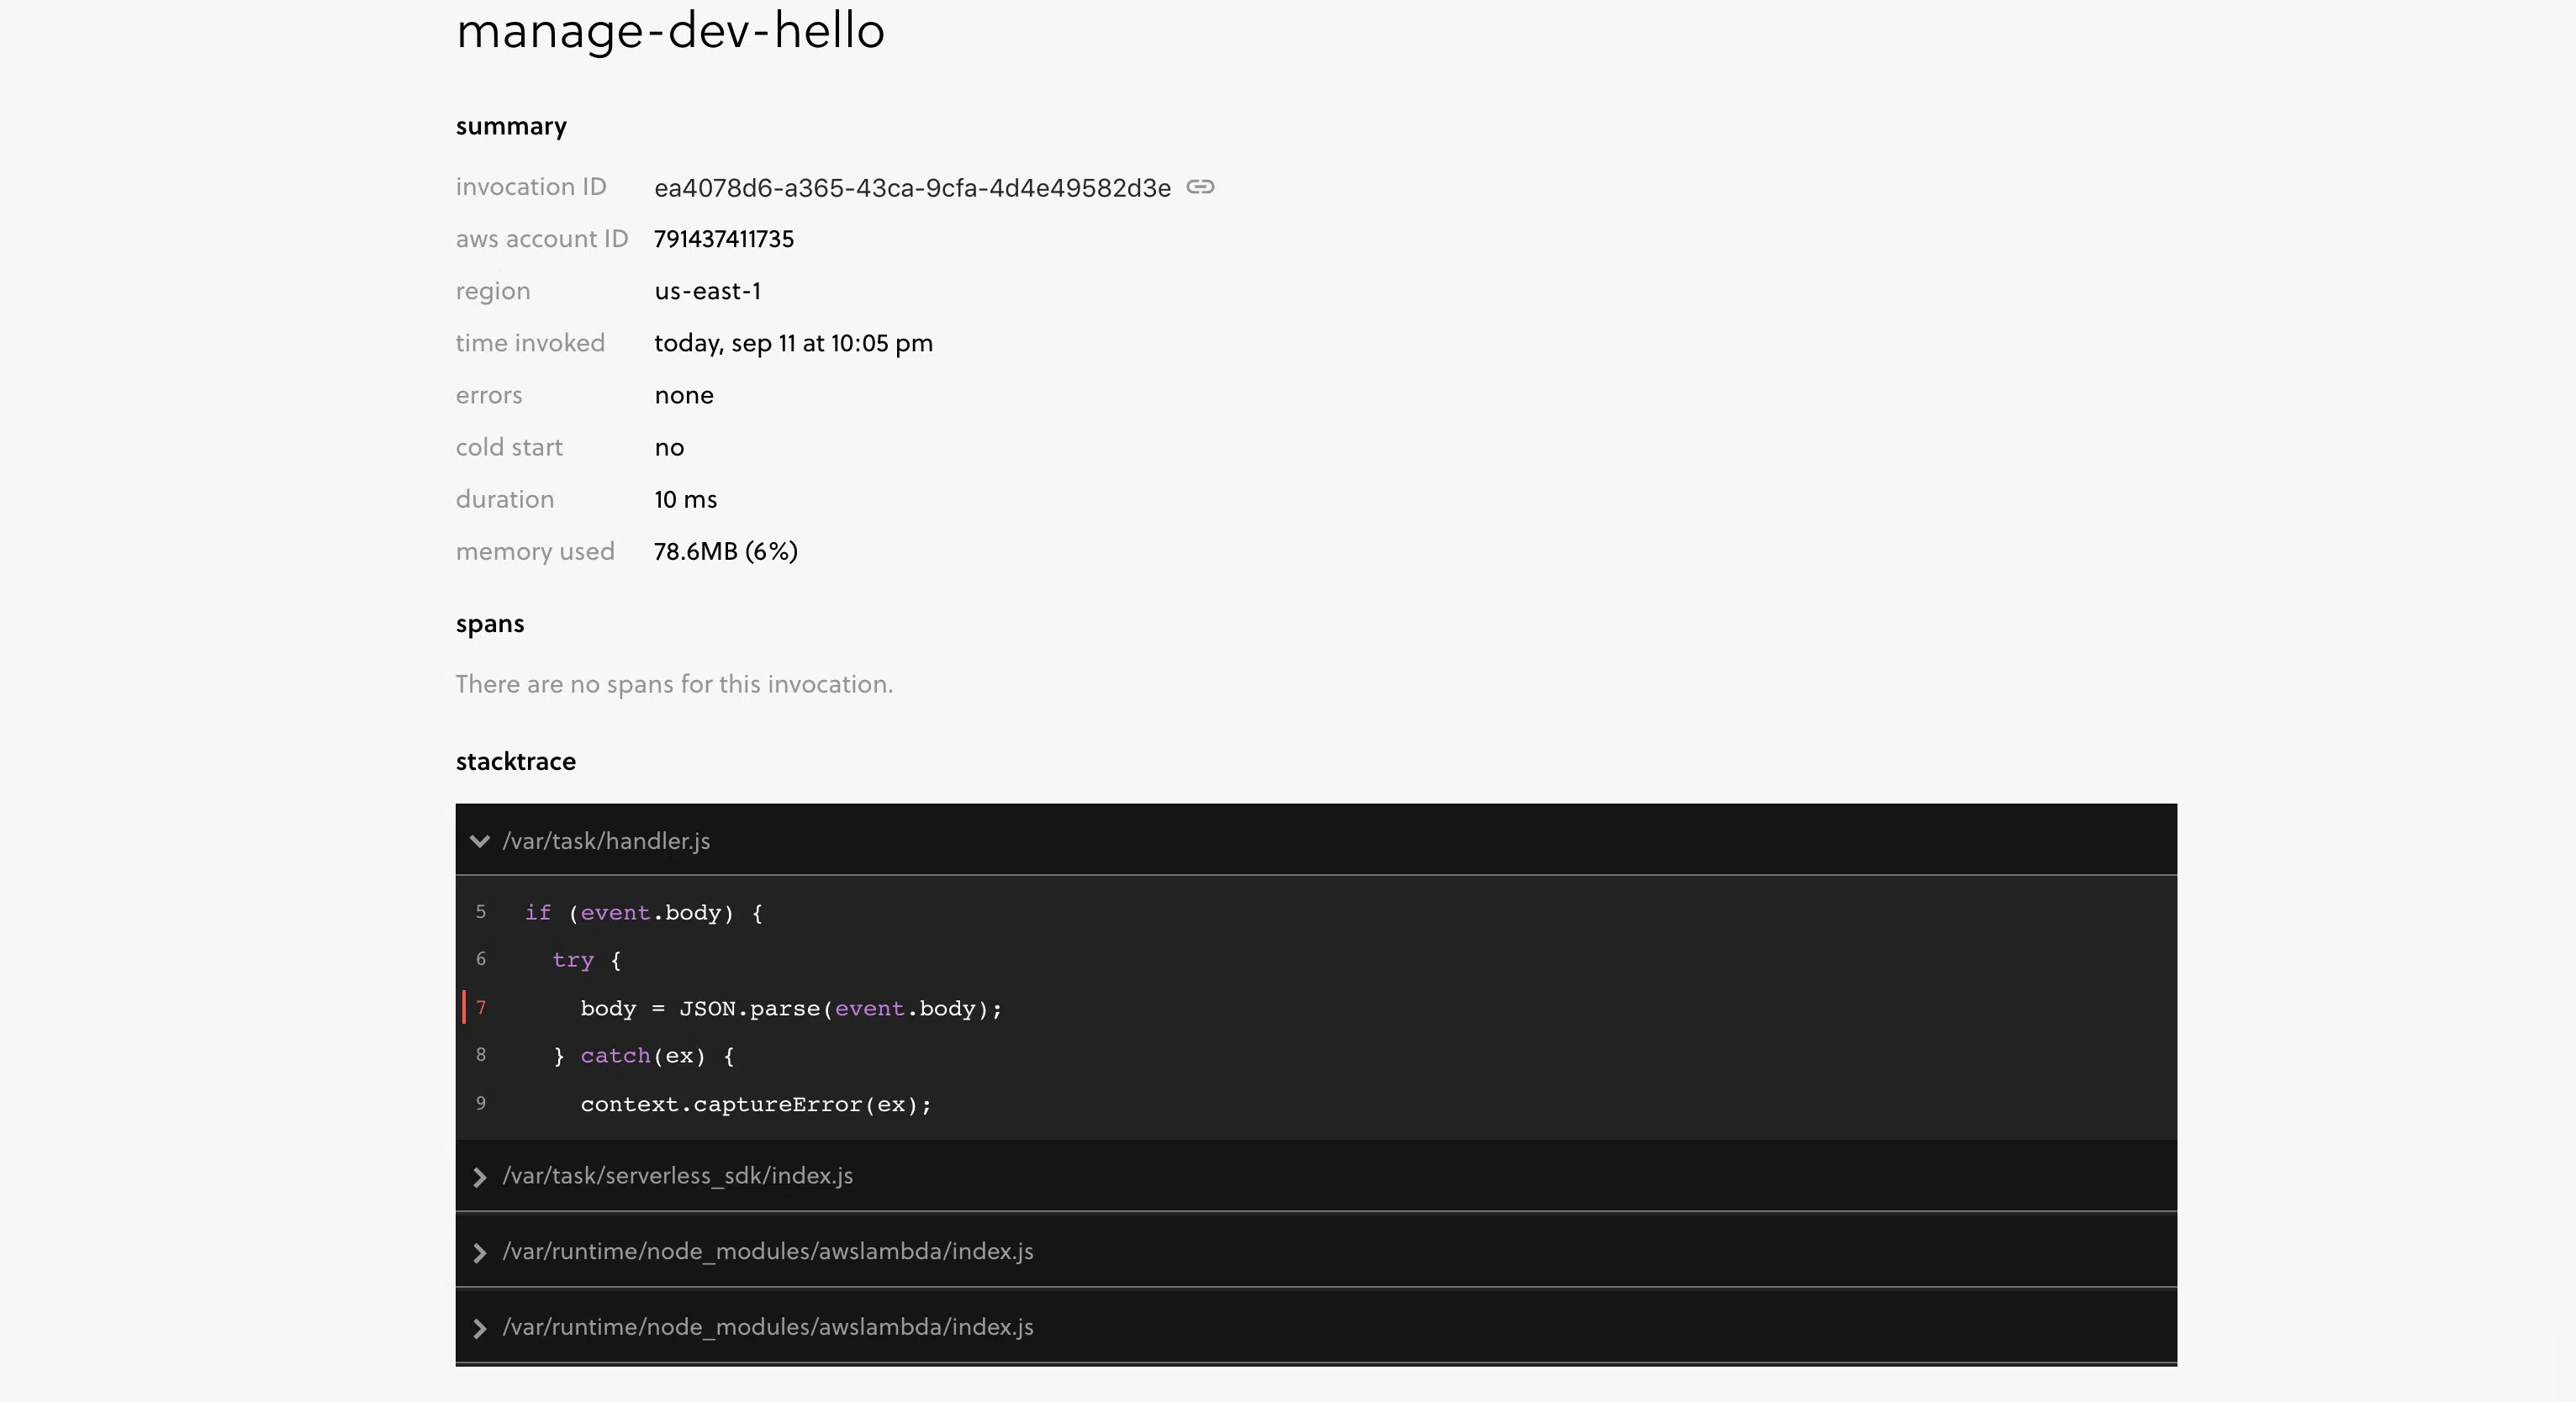 manage-dev-hello
summary
invocation ID ea4078d6-a365-43ca-9cfa-4d4e49582d3e
aws account ID 791437411735
region us-east-1
time invoked today, sep 11 at 10:05 pm
errors none
cold start no
duration 10 ms
memory used 78.6MB (6%)
spans
There are no spans for this invocation.
stacktrace
/var/task/handler.js
5 if (event.body) {
6 try {
7 body = JSON.parse(event.body);
8 } catch(ex) {
9 context.captureError(ex);
/var/task/serverless_sdk/index.js
/var/runtime/node_modules/awslambda/index.js
/var/runtime/node_modules/awslambda/index.js